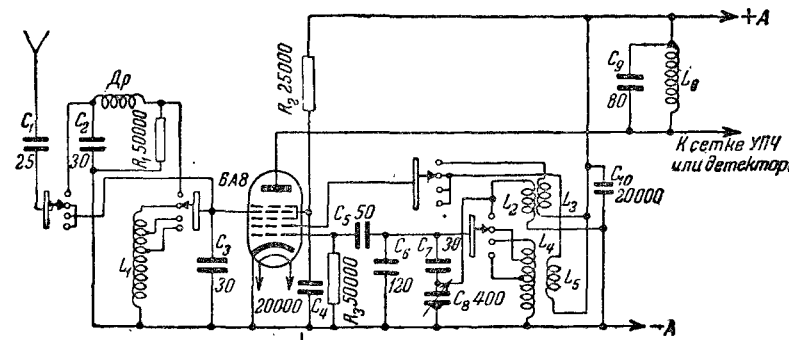 +А
Др
C₁
25
C₂
30
R₁ 50000
R₂ 25000
C₉
80
L₆
К сетке УПЧ
или детектора
6А8
C₅ 50
C₃
30
L₁
20000
C₄
R₃ 50000
C₆
120
C₇ 30
C₈ 400
L₂
L₃
L₄
L₅
C₁₀
20000
-А